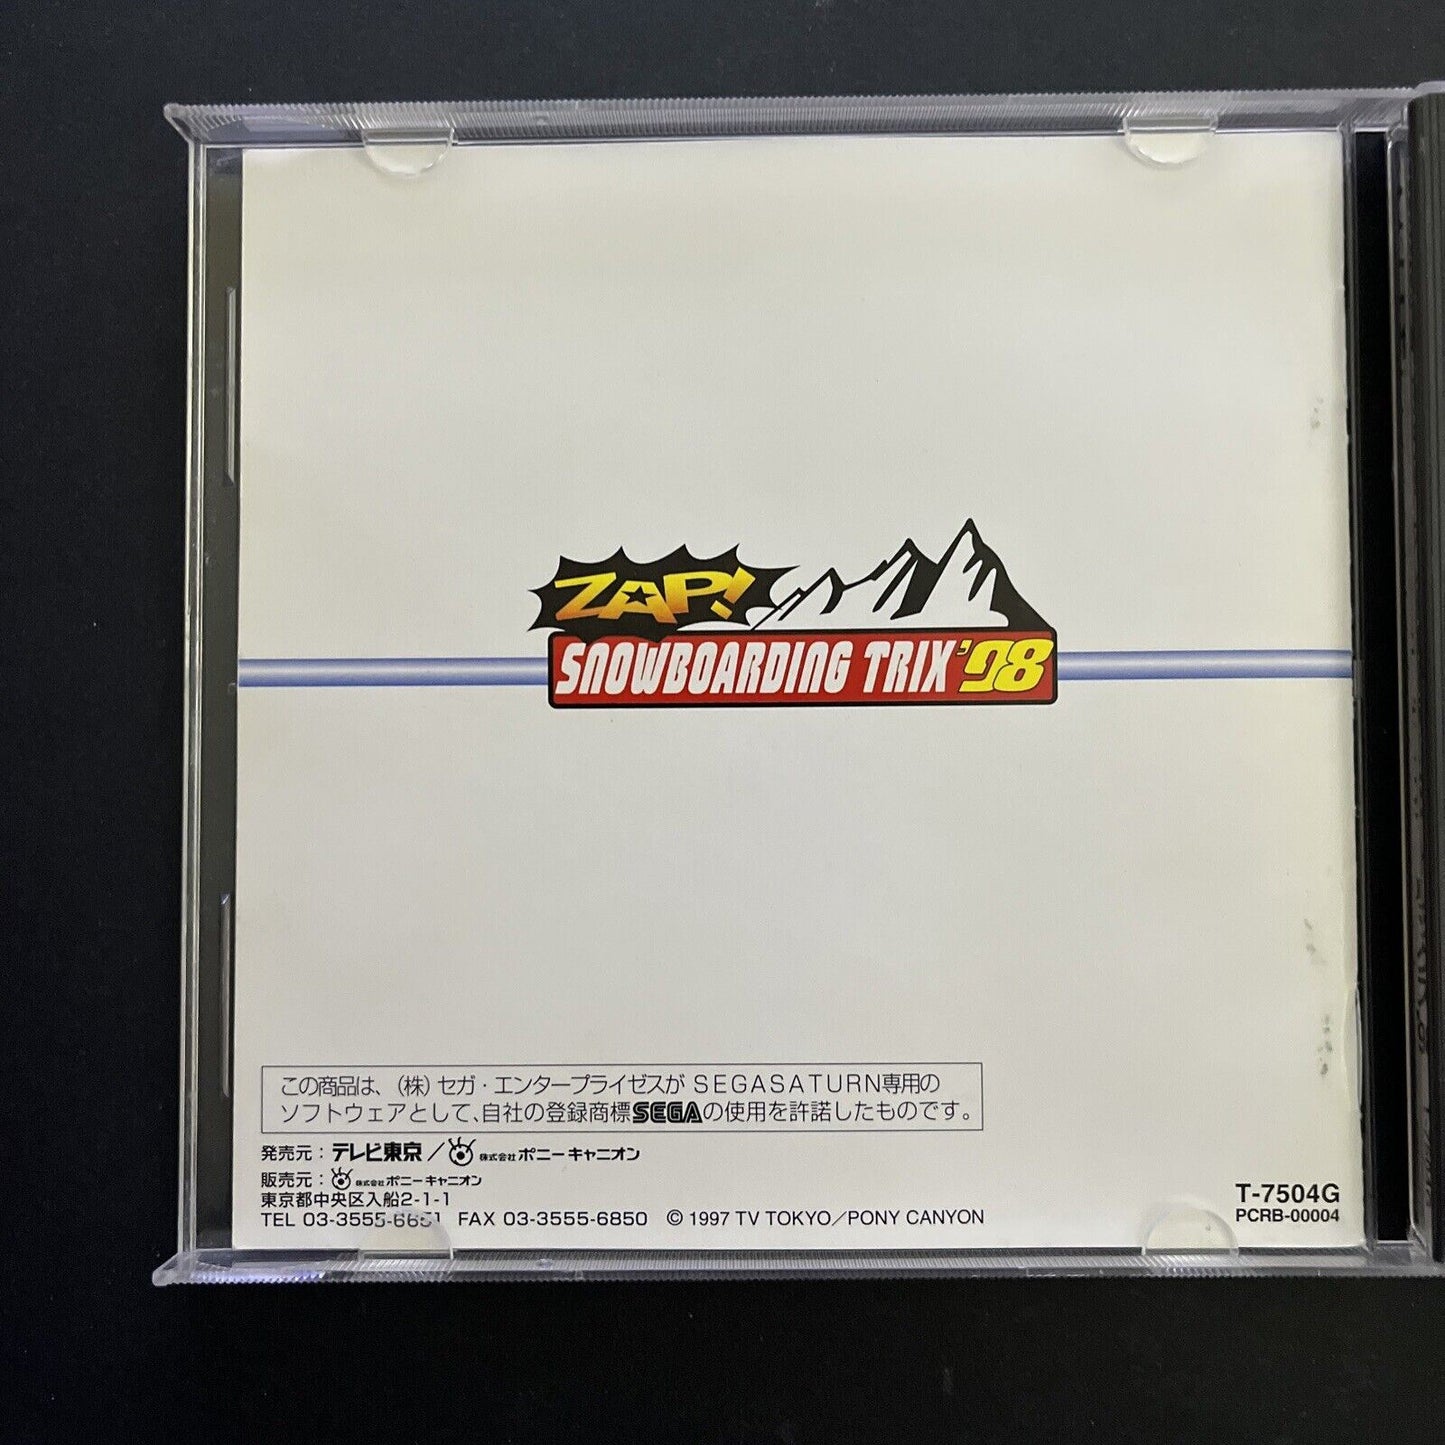 ZAP!
SNOWBOARDING TRIX '98
この商品は、(株)セガ・エンタープライゼスが SEGASATURN専用の
ソフトウェアとして、自社の登録商標SEGAの使用を許諾したものです。
発売元:テレビ東京/株式会社ポニーキャニオン
販売元:株式会社ポニーキャニオン
東京都中央区入船2-1-1
TEL 03-3555-6651 FAX 03-3555-6850 © 1997 TV TOKYO/PONY CANYON
T-7504G
PCRB-00004